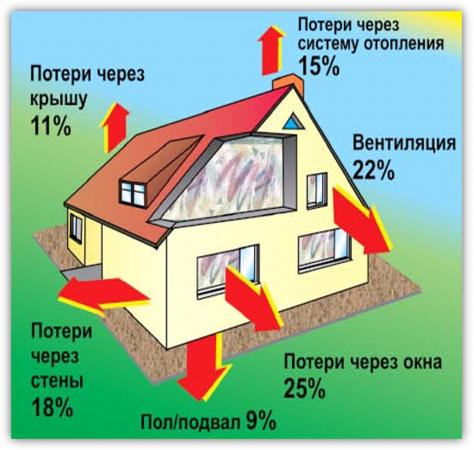 Потери через
систему отопления
15%
Потери через
крышу
11%
Вентиляция
22%
Потери
через
стены
18%
Потери через окна
25%
Пол/подвал 9%